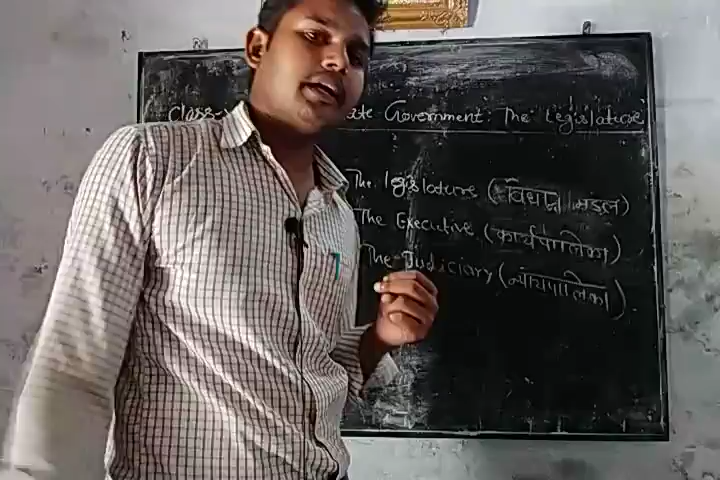 Class- ate Government: The Legislature
The legislature (विधान मंडल)
The Executive (कार्यपालिका)
The Judiciary (न्यायपालिका)